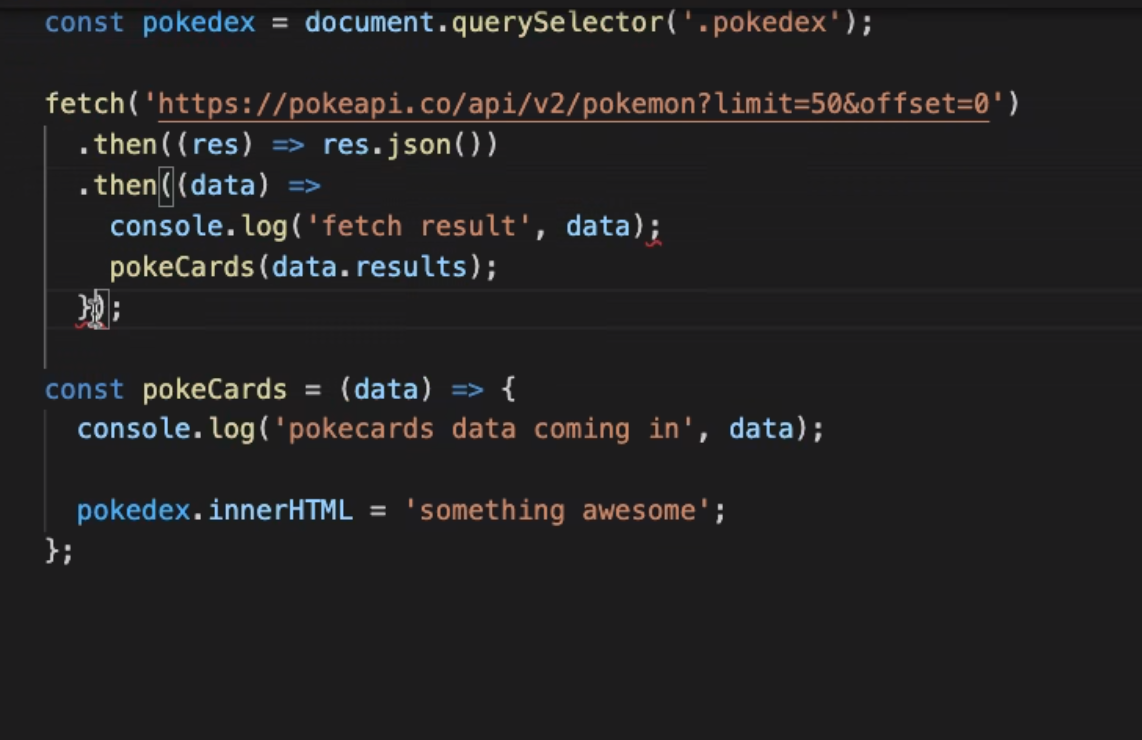 const pokedex = document.querySelector('.pokedex');
fetch('https://pokeapi.co/api/v2/pokemon?limit=50&offset=0')
.then((res) => res.json())
.then((data) =>
console.log('fetch result', data);
pokeCards(data.results);
});
const pokeCards = (data) => {
console.log('pokecards data coming in', data);
pokedex.innerHTML = 'something awesome';
};